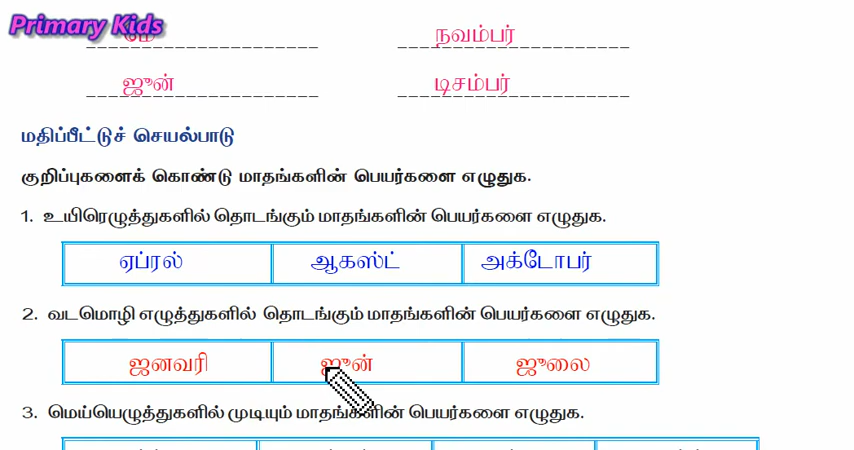 Primary Kids
மே நவம்பர்
ஜூன் டிசம்பர்
மதிப்பீட்டுச் செயல்பாடு
குறிப்புகளைக் கொண்டு மாதங்களின் பெயர்களை எழுதுக.
1. உயிரெழுத்துகளில் தொடங்கும் மாதங்களின் பெயர்களை எழுதுக.
ஏப்ரல் ஆகஸ்ட் அக்டோபர்
2. வடமொழி எழுத்துகளில் தொடங்கும் மாதங்களின் பெயர்களை எழுதுக.
ஜனவரி ஜூன் ஜூலை
3. மெய்யெழுத்துகளில் முடியும் மாதங்களின் பெயர்களை எழுதுக.